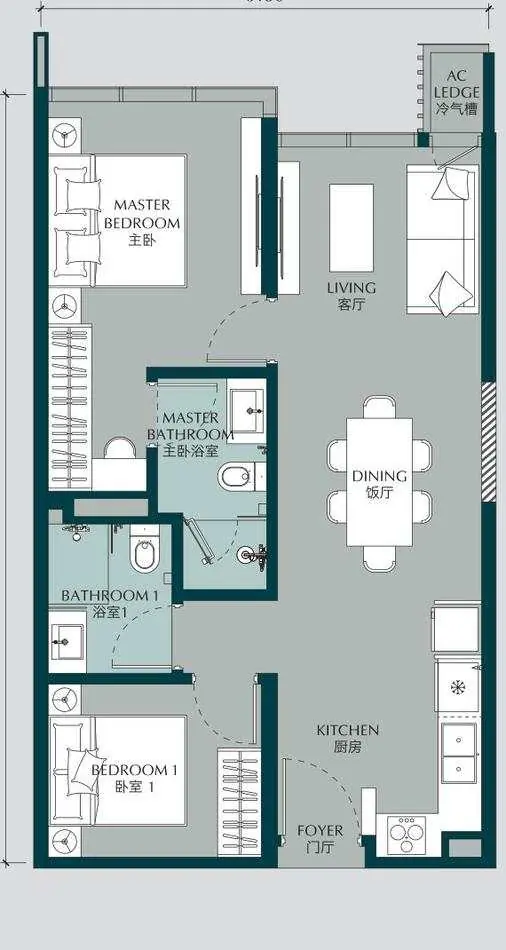 AC
LEDGE
冷气槽
MASTER
BEDROOM
主卧
LIVING
客厅
MASTER
BATHROOM
主卧浴室
DINING
饭厅
BATHROOM 1
浴室1
KITCHEN
厨房
BEDROOM 1
卧室 1
FOYER
门厅